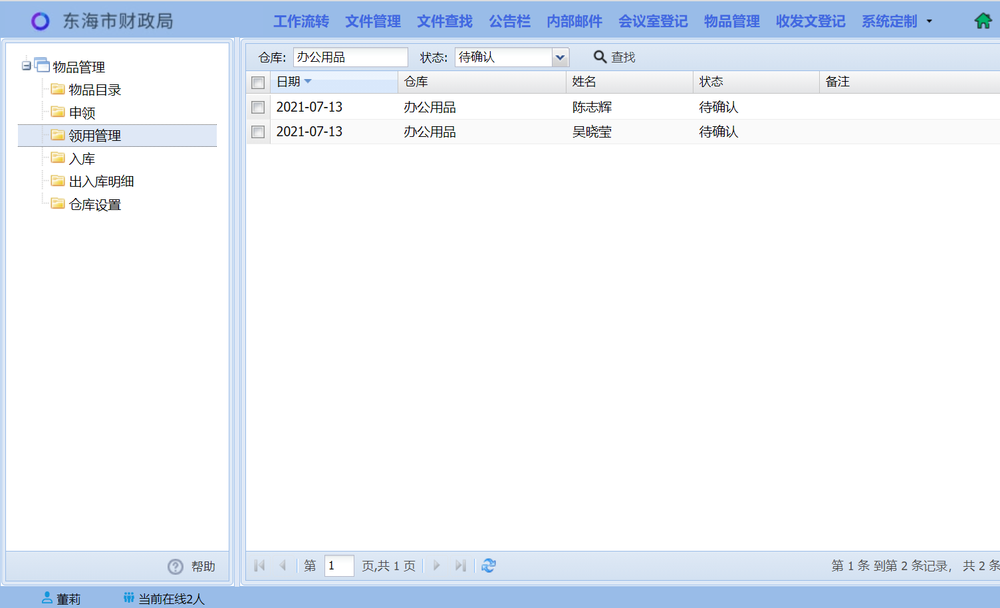 东海市财政局 工作流转 文件管理 文件查找 公告栏 内部邮件 会议室登记 物品管理 收发文登记 系统定制
物品管理
物品目录
申领
领用管理
入库
出入库明细
仓库设置
仓库: 办公用品 状态: 待确认 查找
日期 仓库 姓名 状态 备注
2021-07-13 办公用品 陈志辉 待确认
2021-07-13 办公用品 吴晓莹 待确认
帮助
第 1 页,共 1 页 第 1 条 到第 2 条记录， 共 2 条
董莉 当前在线2人